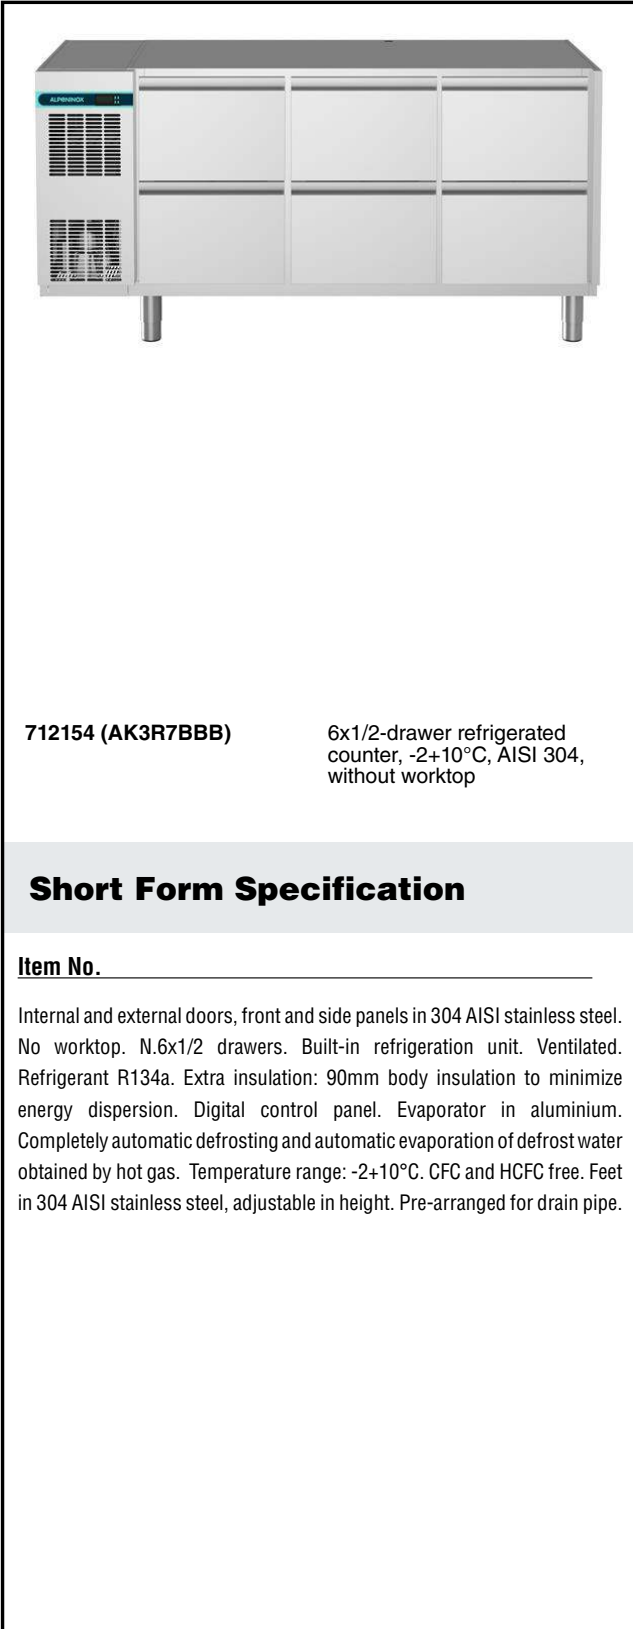 ALPENINOX
712154 (AK3R7BBB)
6x1/2-drawer refrigerated
counter, -2+10°C, AISI 304,
without worktop
Short Form Specification
Item No.
Internal and external doors, front and side panels in 304 AISI stainless steel.
No worktop. N.6x1/2 drawers. Built-in refrigeration unit. Ventilated.
Refrigerant R134a. Extra insulation: 90mm body insulation to minimize
energy dispersion. Digital control panel. Evaporator in aluminium.
Completely automatic defrosting and automatic evaporation of defrost water
obtained by hot gas. Temperature range: -2+10°C. CFC and HCFC free. Feet
in 304 AISI stainless steel, adjustable in height. Pre-arranged for drain pipe.